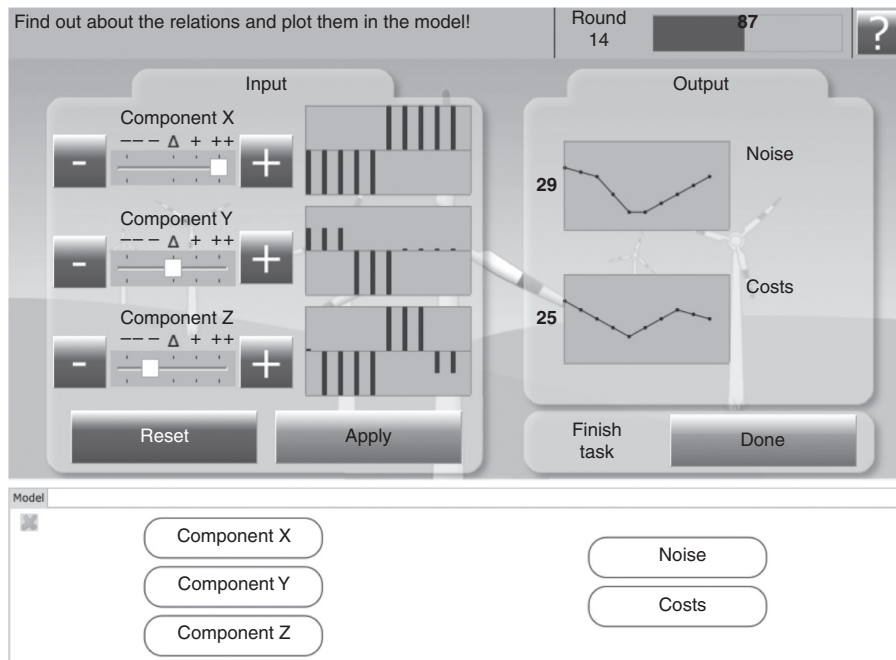 Find out about the relations and plot them in the model!
Round
14
87
?
Input
Output
Component X
-- - Δ + ++
-
+
Component Y
-- - Δ + ++
-
+
Component Z
-- - Δ + ++
-
+
29
Noise
25
Costs
Reset
Apply
Finish
task
Done
Model
Component X
Component Y
Component Z
Noise
Costs